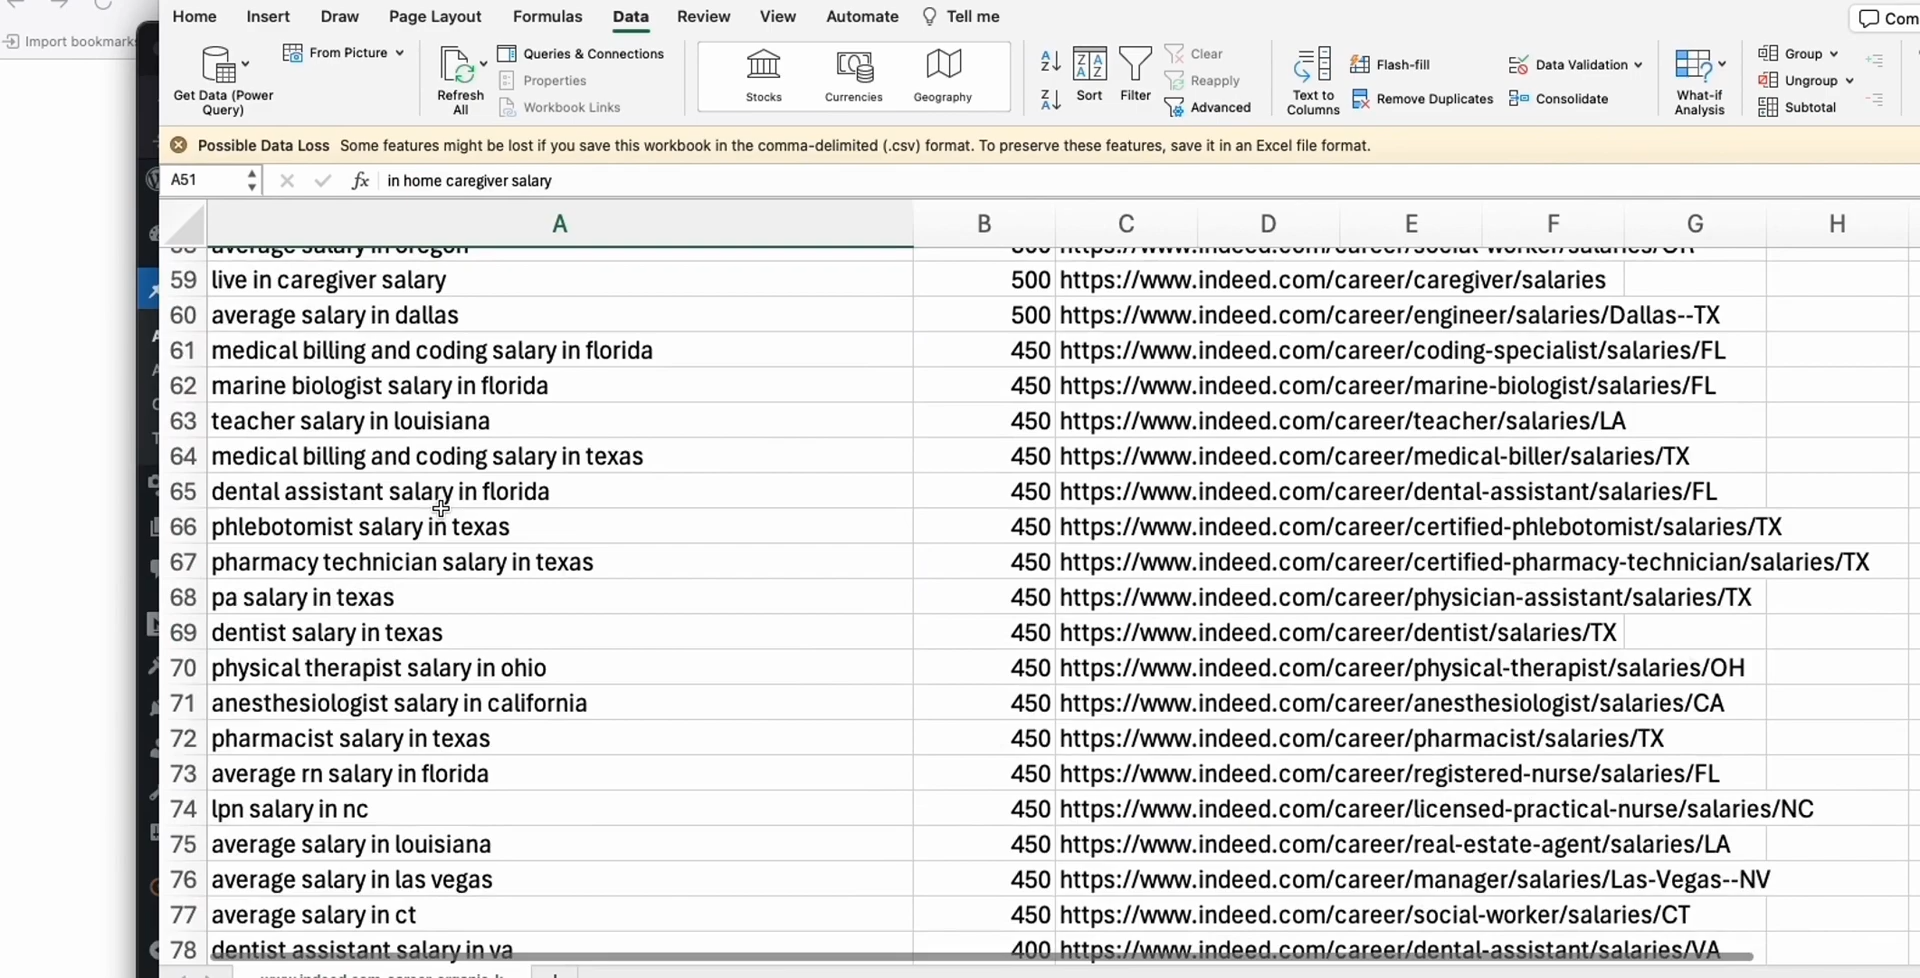 Home Insert Draw Page Layout Formulas Data Review View Automate Tell me Com
Import bookmarks
Get Data (Power Query)
From Picture
Refresh All
Queries & Connections
Properties
Workbook Links
Stocks Currencies Geography
Sort Filter
Clear
Reapply
Advanced
Text to Columns
Flash-fill
Remove Duplicates
Data Validation
Consolidate
What-if Analysis
Group
Ungroup
Subtotal
Possible Data Loss Some features might be lost if you save this workbook in the comma-delimited (.csv) format. To preserve these features, save it in an Excel file format.
A51 fx in home caregiver salary
A B C D E F G H
average salary in oregon
59 live in caregiver salary 500 https://www.indeed.com/career/caregiver/salaries
60 average salary in dallas 500 https://www.indeed.com/career/engineer/salaries/Dallas--TX
61 medical billing and coding salary in florida 450 https://www.indeed.com/career/coding-specialist/salaries/FL
62 marine biologist salary in florida 450 https://www.indeed.com/career/marine-biologist/salaries/FL
63 teacher salary in louisiana 450 https://www.indeed.com/career/teacher/salaries/LA
64 medical billing and coding salary in texas 450 https://www.indeed.com/career/medical-biller/salaries/TX
65 dental assistant salary in florida 450 https://www.indeed.com/career/dental-assistant/salaries/FL
66 phlebotomist salary in texas 450 https://www.indeed.com/career/certified-phlebotomist/salaries/TX
67 pharmacy technician salary in texas 450 https://www.indeed.com/career/certified-pharmacy-technician/salaries/TX
68 pa salary in texas 450 https://www.indeed.com/career/physician-assistant/salaries/TX
69 dentist salary in texas 450 https://www.indeed.com/career/dentist/salaries/TX
70 physical therapist salary in ohio 450 https://www.indeed.com/career/physical-therapist/salaries/OH
71 anesthesiologist salary in california 450 https://www.indeed.com/career/anesthesiologist/salaries/CA
72 pharmacist salary in texas 450 https://www.indeed.com/career/pharmacist/salaries/TX
73 average rn salary in florida 450 https://www.indeed.com/career/registered-nurse/salaries/FL
74 lpn salary in nc 450 https://www.indeed.com/career/licensed-practical-nurse/salaries/NC
75 average salary in louisiana 450 https://www.indeed.com/career/real-estate-agent/salaries/LA
76 average salary in las vegas 450 https://www.indeed.com/career/manager/salaries/Las-Vegas--NV
77 average salary in ct 450 https://www.indeed.com/career/social-worker/salaries/CT
78 dentist assistant salary in va 400 https://www.indeed.com/career/dental-assistant/salaries/VA